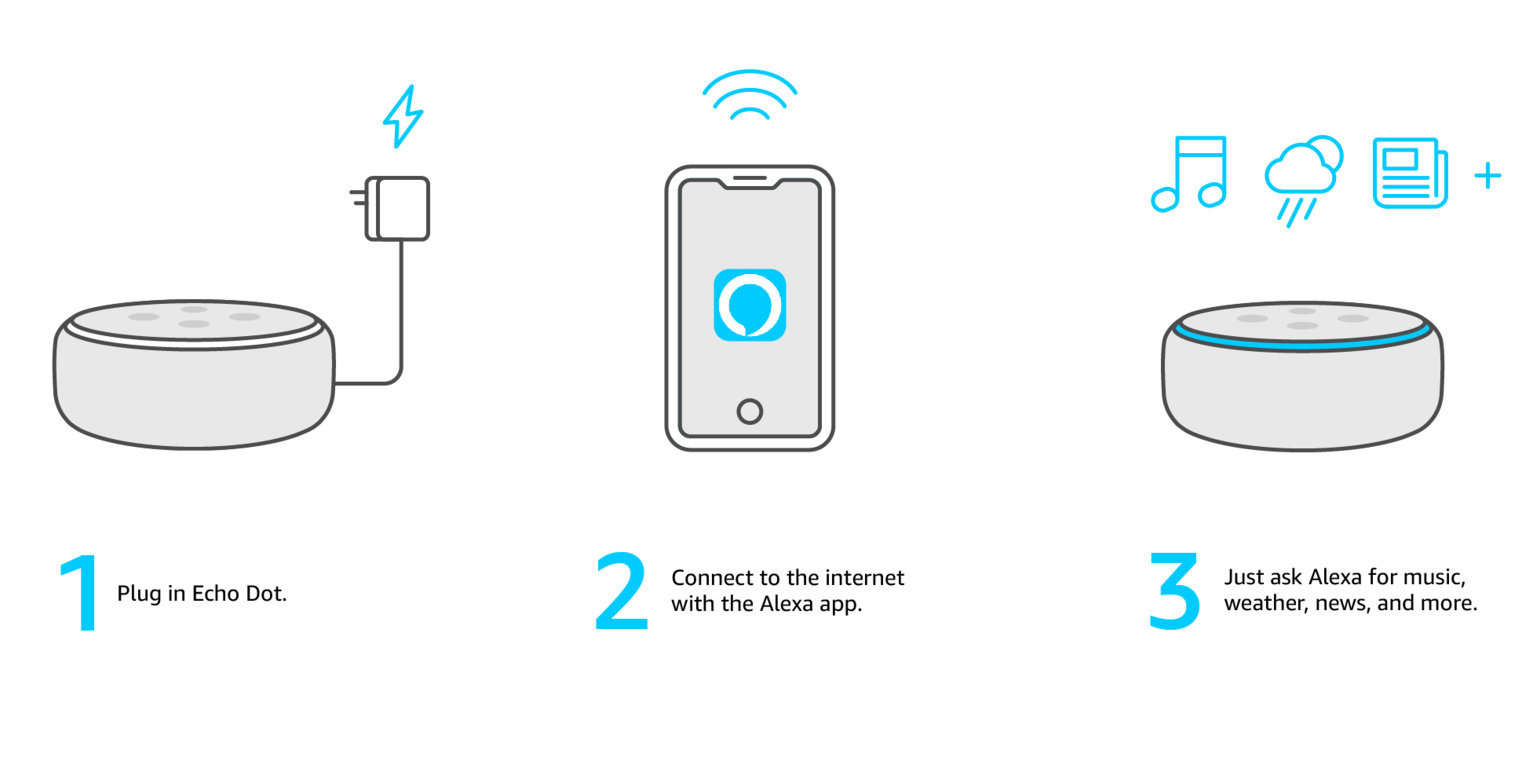 1 Plug in Echo Dot.
2 Connect to the internet
with the Alexa app.
3 Just ask Alexa for music,
weather, news, and more.